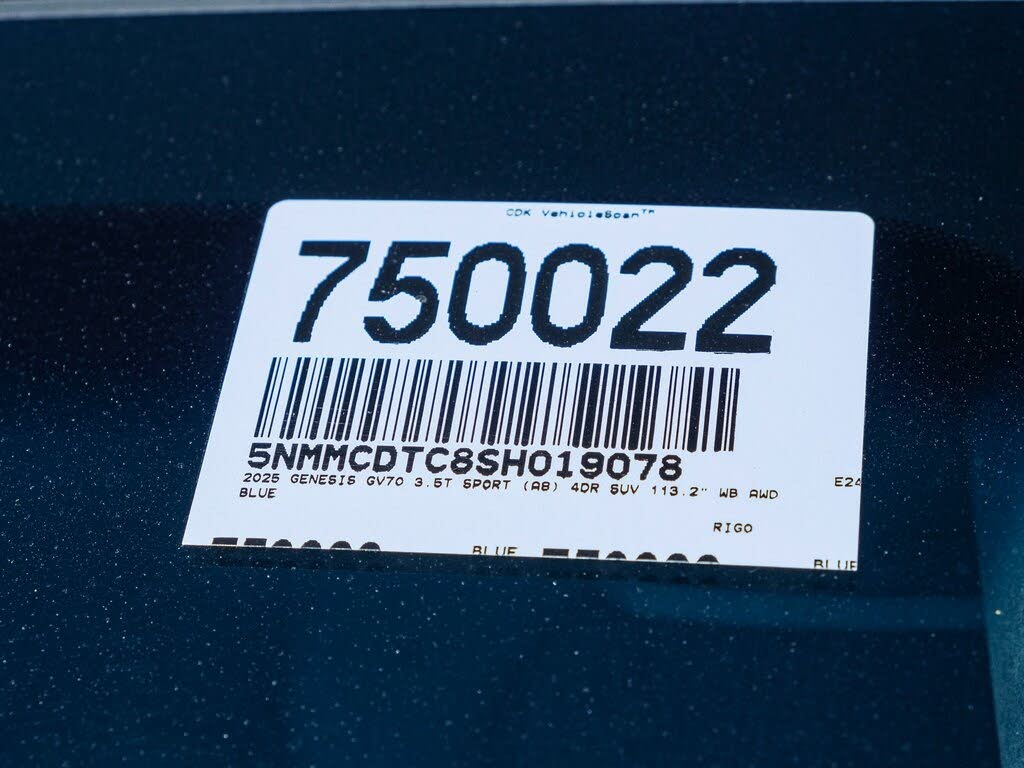 CDK VehicleScan™
750022
5NMMCDTC8SH019078
2025 GENESIS GV70 3.5T SPORT (A8) 4DR SUV 113.2" WB AWD
E24
BLUE
RIGO
BLUE
BLUE